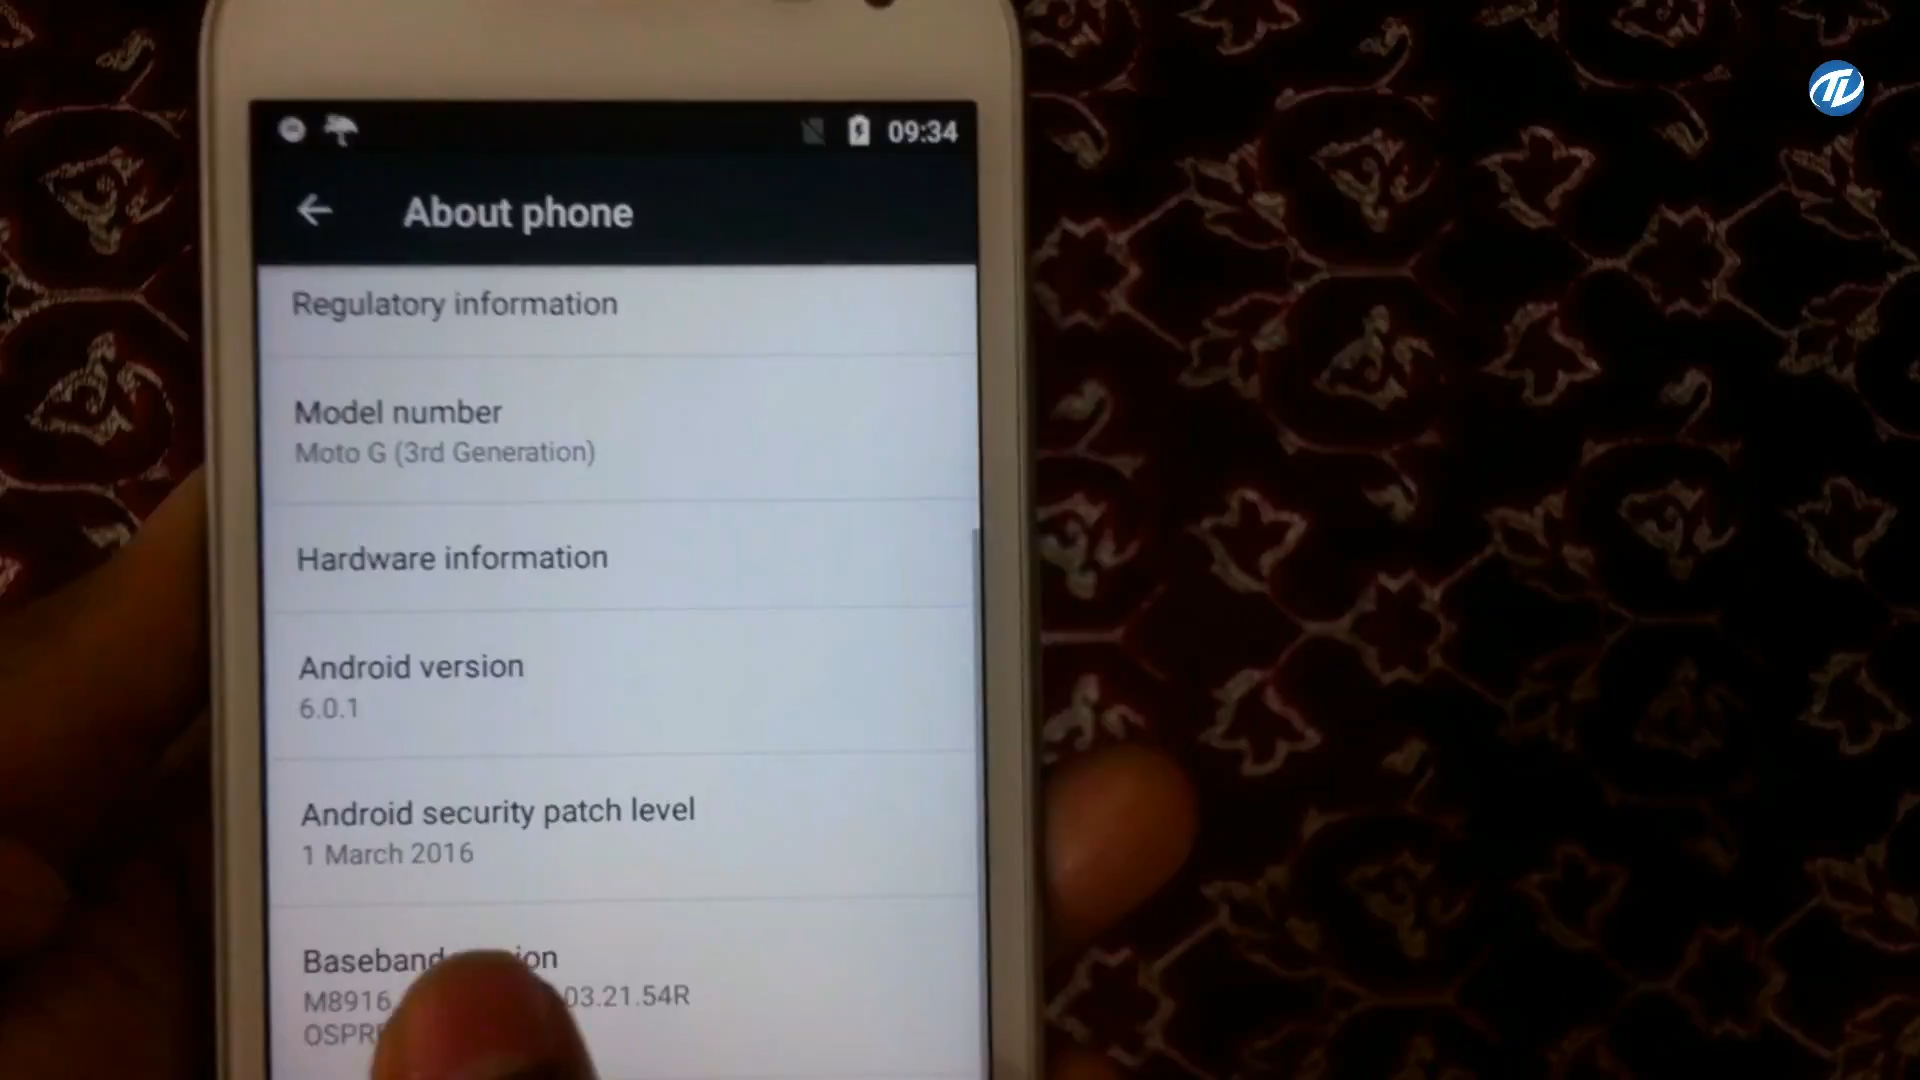 09:34
About phone
Regulatory information
Model number
Moto G (3rd Generation)
Hardware information
Android version
6.0.1
Android security patch level
1 March 2016
Baseband
M8916 03.21.54R